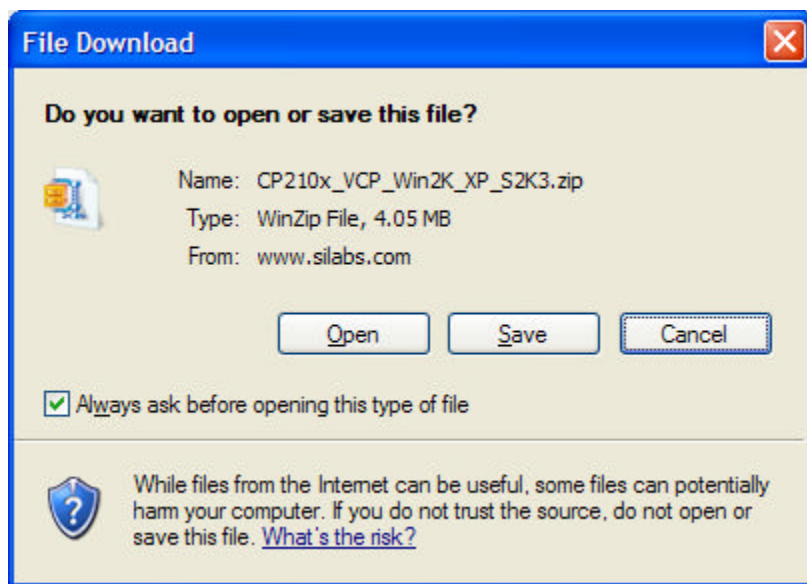 File Download
Do you want to open or save this file?
Name: CP210x_VCP_Win2K_XP_S2K3.zip
Type: WinZip File, 4.05 MB
From: www.silabs.com
Open Save Cancel
Always ask before opening this type of file
While files from the Internet can be useful, some files can potentially
harm your computer. If you do not trust the source, do not open or
save this file. What's the risk?